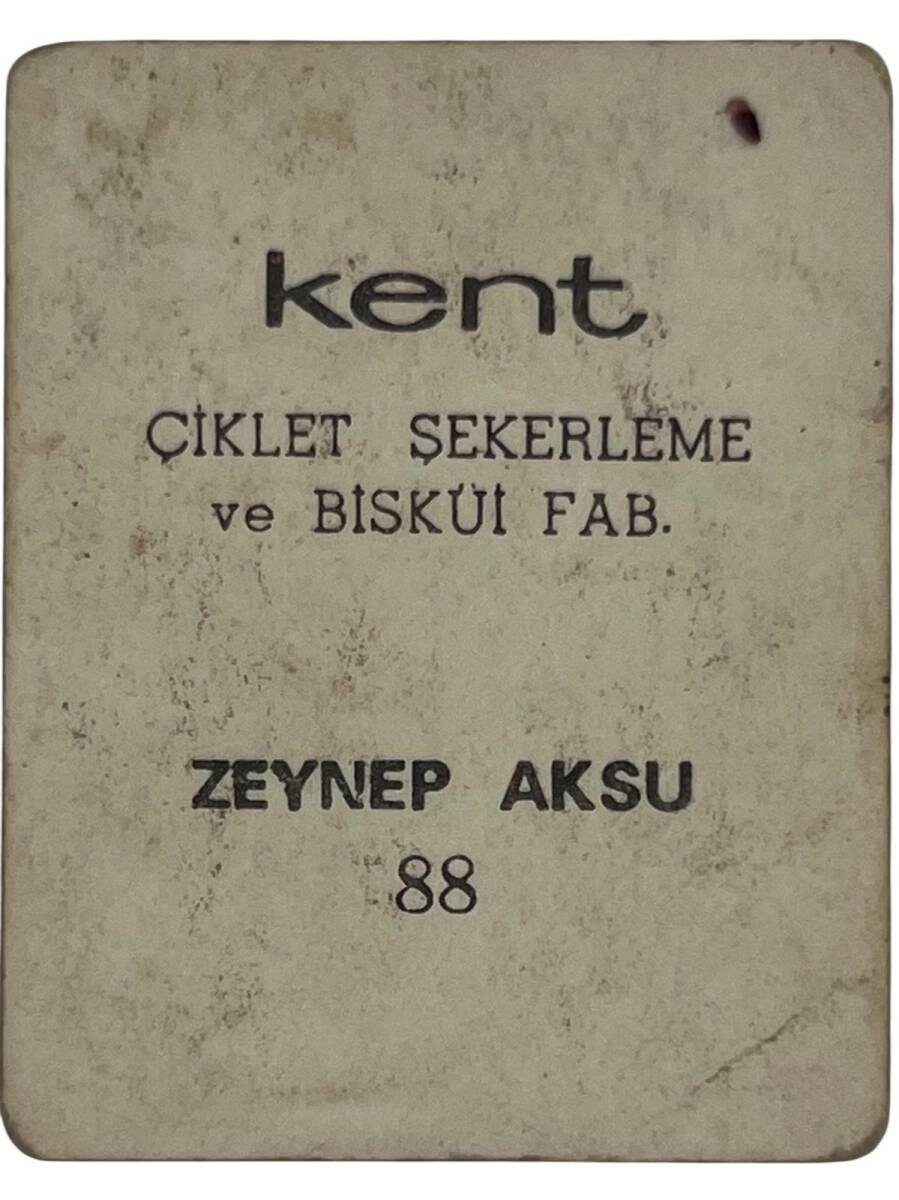 kent
ÇİKLET ŞEKERLEME
ve BİSKÜİ FAB.
ZEYNEP AKSU
88